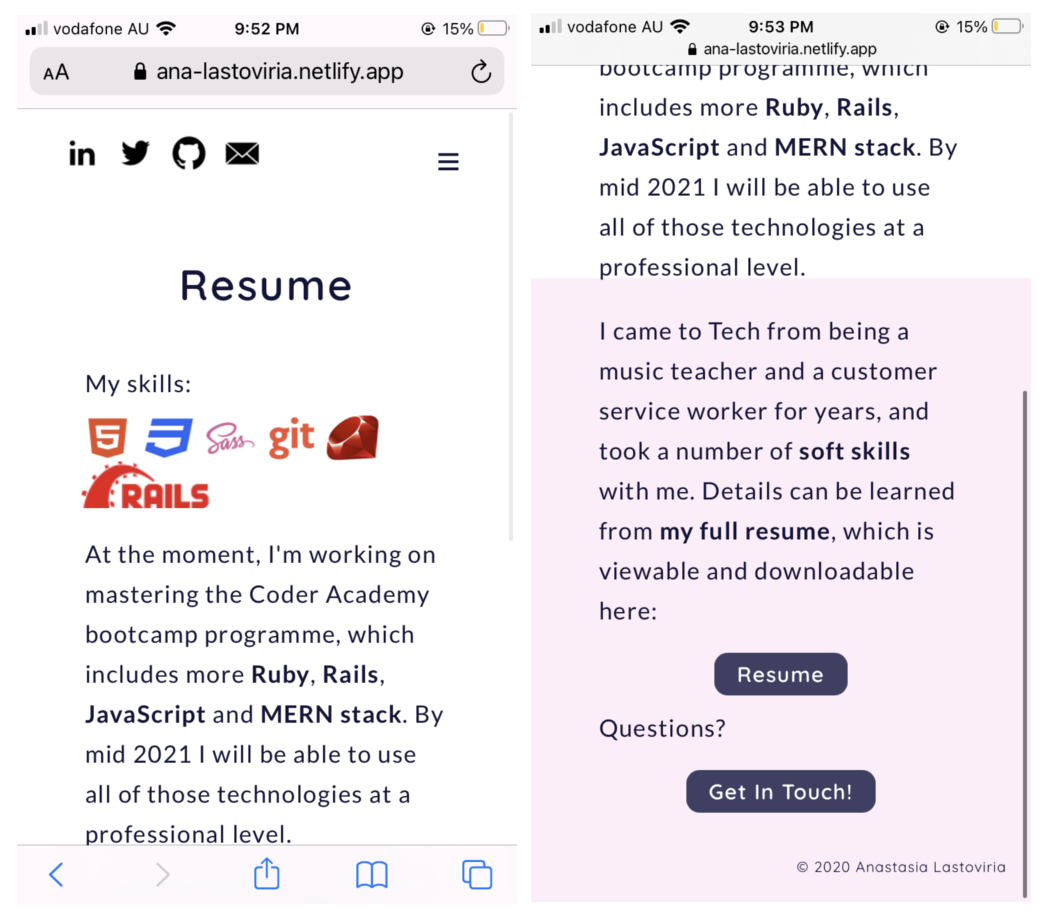 vodafone AU 9:52 PM 15%
AA ana-lastoviria.netlify.app
in
Resume
My skills:
5 3 Sass git
RAILS
At the moment, I'm working on
mastering the Coder Academy
bootcamp programme, which
includes more Ruby, Rails,
JavaScript and MERN stack. By
mid 2021 I will be able to use
all of those technologies at a
professional level.
vodafone AU 9:53 PM 15%
ana-lastoviria.netlify.app
bootcamp programme, which
includes more Ruby, Rails,
JavaScript and MERN stack. By
mid 2021 I will be able to use
all of those technologies at a
professional level.
I came to Tech from being a
music teacher and a customer
service worker for years, and
took a number of soft skills
with me. Details can be learned
from my full resume, which is
viewable and downloadable
here:
Resume
Questions?
Get In Touch!
© 2020 Anastasia Lastoviria